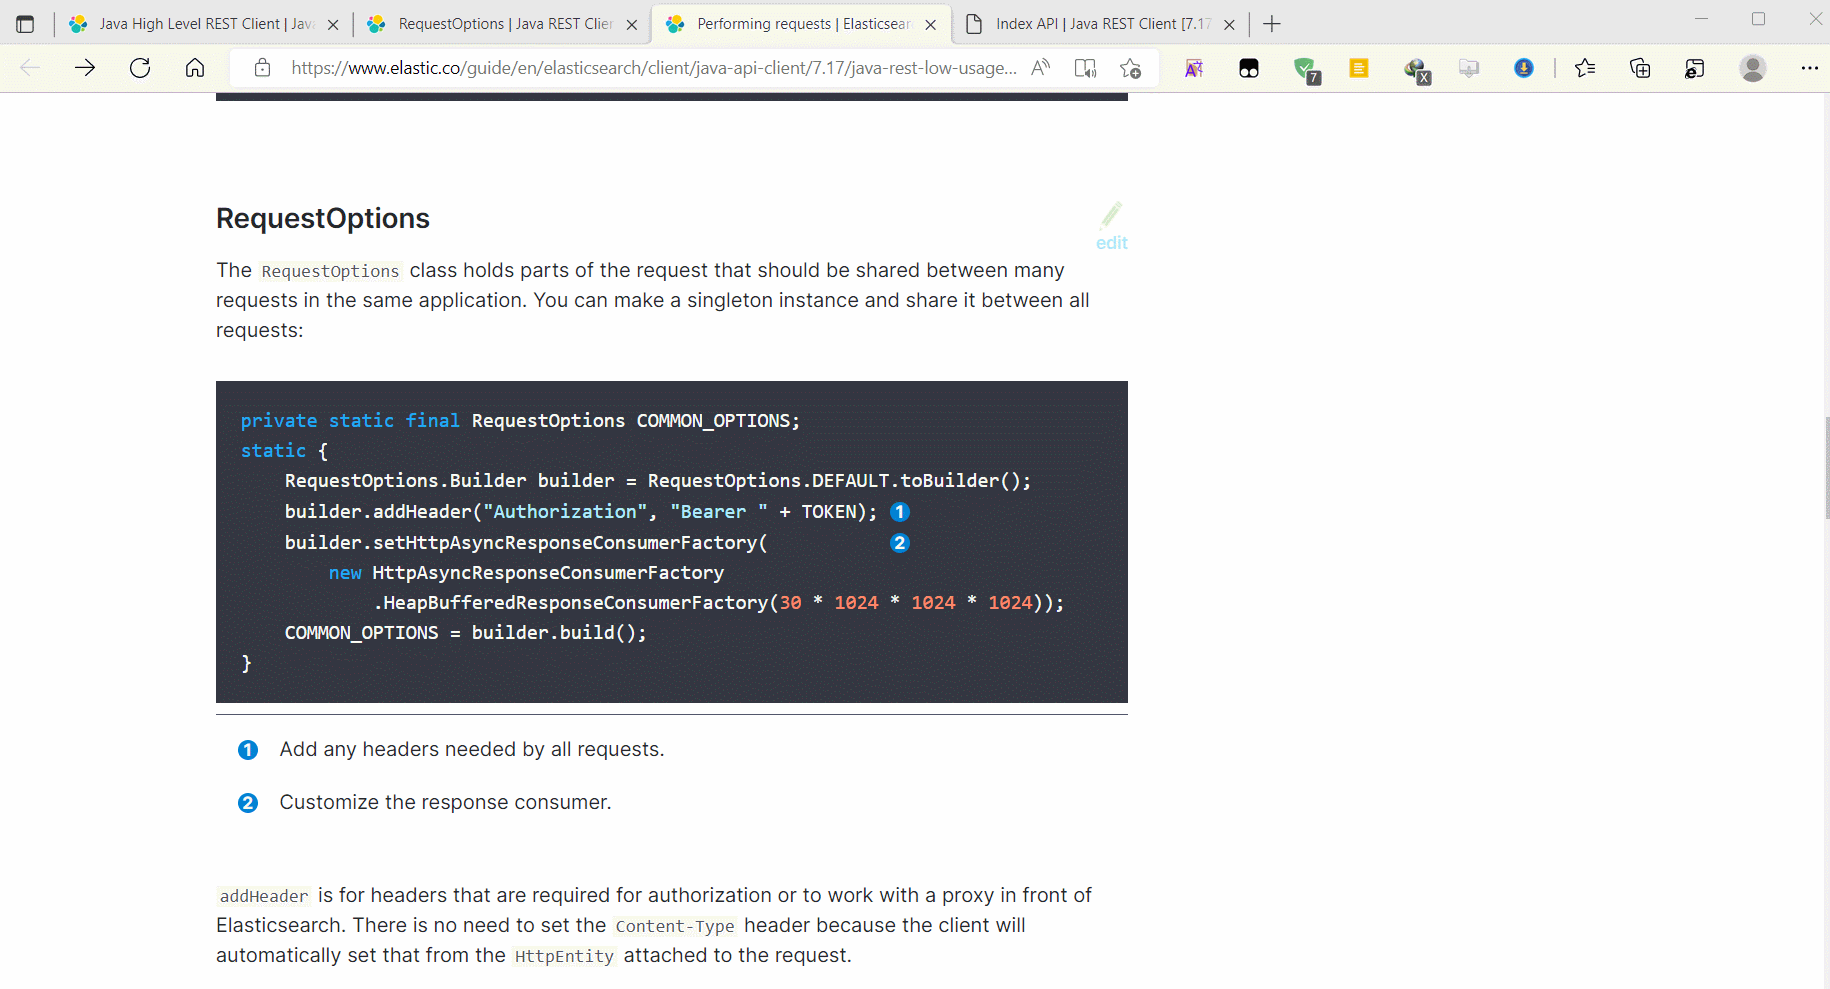 Java High Level REST Client | Java
RequestOptions | Java REST Clien
Performing requests | Elasticsear
Index API | Java REST Client [7.17
https://www.elastic.co/guide/en/elasticsearch/client/java-api-client/7.17/java-rest-low-usage...
7
X
RequestOptions
edit
The RequestOptions class holds parts of the request that should be shared between many
requests in the same application. You can make a singleton instance and share it between all
requests:
private static final RequestOptions COMMON_OPTIONS;
static {
RequestOptions.Builder builder = RequestOptions.DEFAULT.toBuilder();
builder.addHeader("Authorization", "Bearer " + TOKEN); 1
builder.setHttpAsyncResponseConsumerFactory( 2
new HttpAsyncResponseConsumerFactory
.HeapBufferedResponseConsumerFactory(30 * 1024 * 1024 * 1024));
COMMON_OPTIONS = builder.build();
}
1 Add any headers needed by all requests.
2 Customize the response consumer.
addHeader is for headers that are required for authorization or to work with a proxy in front of
Elasticsearch. There is no need to set the Content-Type header because the client will
automatically set that from the HttpEntity attached to the request.